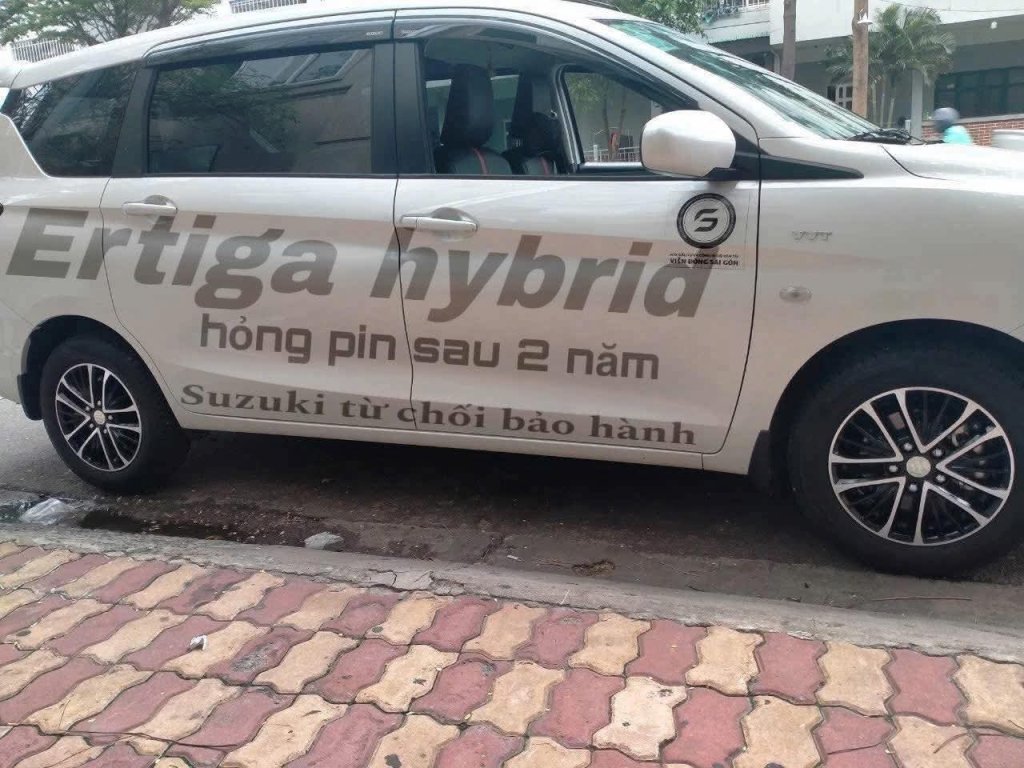 Ertiga hybrid
hỏng pin sau 2 năm
Suzuki từ chối bảo hành
VIỄN ĐÔNG SÀI GÒN
VVT